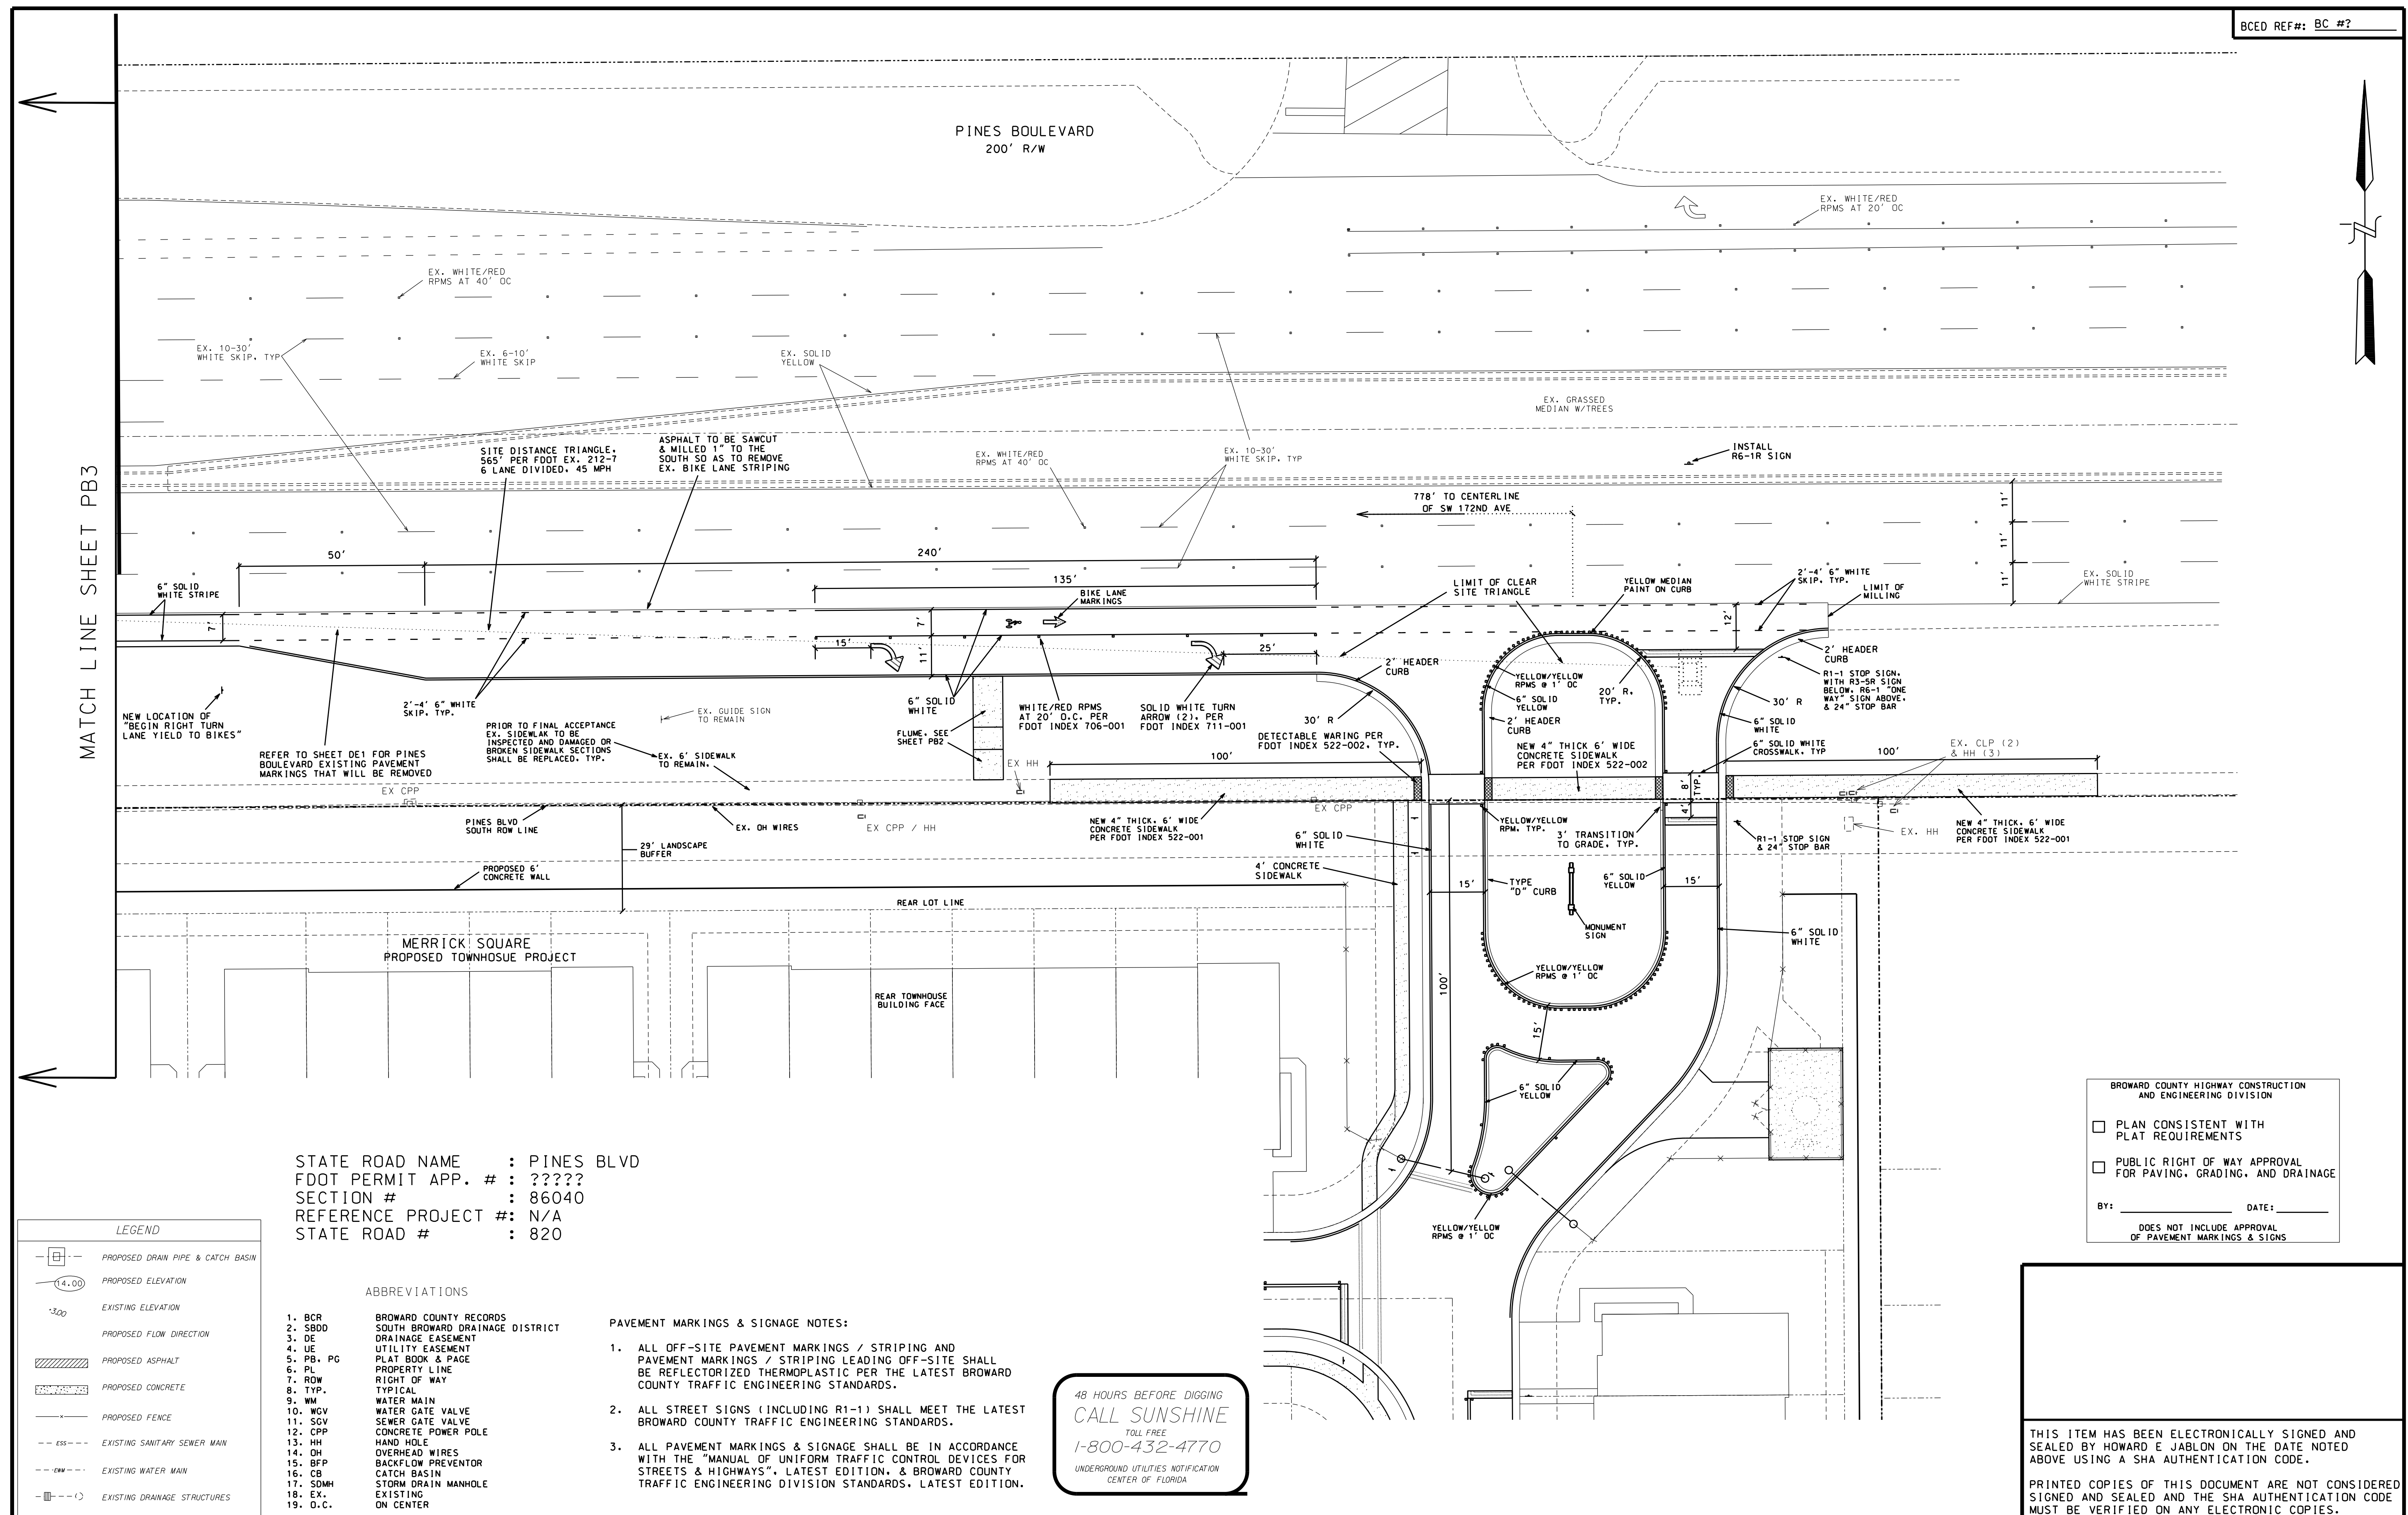 BCED REF#: BC #?
PINES BOULEVARD
200' R/W
EX. WHITE/RED
RPMS AT 20' OC
EX. WHITE/RED
RPMS AT 40' OC
EX. 10-30'
WHITE SKIP, TYP
EX. 6-10'
WHITE SKIP
EX. SOLID
YELLOW
EX. GRASSED
MEDIAN W/TREES
MATCH LINE SHEET PB3
SITE DISTANCE TRIANGLE,
565' PER FDOT EX. 212-7
6 LANE DIVIDED, 45 MPH
ASPHALT TO BE SAWCUT
& MILLED 1" TO THE
SOUTH SO AS TO REMOVE
EX. BIKE LANE STRIPING
EX. WHITE/RED
RPMS AT 40' OC
EX. 10-30'
WHITE SKIP, TYP
INSTALL
R6-1R SIGN
778' TO CENTERLINE
OF SW 172ND AVE
11'
11'
11'
50'
240'
135'
6" SOLID
WHITE STRIPE
7'
BIKE LANE
MARKINGS
7'
15'
11'
25'
LIMIT OF CLEAR
SITE TRIANGLE
YELLOW MEDIAN
PAINT ON CURB
2'-4' 6" WHITE
SKIP, TYP.
LIMIT OF
MILLING
EX. SOLID
WHITE STRIPE
12'
2' HEADER
CURB
2' HEADER
CURB
R1-1 STOP SIGN,
WITH R3-5R SIGN
BELOW, R6-1 "ONE
WAY" SIGN ABOVE,
& 24" STOP BAR
YELLOW/YELLOW
RPMS @ 1' OC
6" SOLID
YELLOW
20' R,
TYP.
30' R
2' HEADER
CURB
6" SOLID
WHITE
NEW LOCATION OF
"BEGIN RIGHT TURN
LANE YIELD TO BIKES"
2'-4' 6" WHITE
SKIP, TYP.
EX. GUIDE SIGN
TO REMAIN
6" SOLID
WHITE
WHITE/RED RPMS
AT 20' O.C. PER
FDOT INDEX 706-001
SOLID WHITE TURN
ARROW (2), PER
FDOT INDEX 711-001
30' R
REFER TO SHEET DE1 FOR PINES
BOULEVARD EXISTING PAVEMENT
MARKINGS THAT WILL BE REMOVED
PRIOR TO FINAL ACCEPTANCE
EX. SIDEWLAK TO BE
INSPECTED AND DAMAGED OR
BROKEN SIDEWALK SECTIONS
SHALL BE REPLACED, TYP.
EX. 6' SIDEWALK
TO REMAIN.
FLUME, SEE
SHEET PB2
DETECTABLE WARING PER
FDOT INDEX 522-002, TYP.
NEW 4" THICK 6' WIDE
CONCRETE SIDEWALK
PER FDOT INDEX 522-002
6" SOLID WHITE
CROSSWALK, TYP
EX. CLP (2)
& HH (3)
100'
100'
EX HH
8'
TYP.
4'
EX CPP
EX CPP
PINES BLVD
SOUTH ROW LINE
EX. OH WIRES
EX CPP / HH
NEW 4" THICK, 6' WIDE
CONCRETE SIDEWALK
PER FDOT INDEX 522-001
YELLOW/YELLOW
RPM, TYP.
3' TRANSITION
TO GRADE, TYP.
R1-1 STOP SIGN
& 24" STOP BAR
EX. HH
NEW 4" THICK, 6' WIDE
CONCRETE SIDEWALK
PER FDOT INDEX 522-001
29' LANDSCAPE
BUFFER
6" SOLID
WHITE
PROPOSED 6'
CONCRETE WALL
4' CONCRETE
SIDEWALK
15'
TYPE
"D" CURB
6" SOLID
YELLOW
15'
REAR LOT LINE
MONUMENT
SIGN
6" SOLID
WHITE
MERRICK SQUARE
PROPOSED TOWNHOSUE PROJECT
REAR TOWNHOUSE
BUILDING FACE
YELLOW/YELLOW
RPMS @ 1' OC
100'
15'
6" SOLID
YELLOW
YELLOW/YELLOW
RPMS @ 1' OC
BROWARD COUNTY HIGHWAY CONSTRUCTION
AND ENGINEERING DIVISION
PLAN CONSISTENT WITH
PLAT REQUIREMENTS
PUBLIC RIGHT OF WAY APPROVAL
FOR PAVING, GRADING, AND DRAINAGE
BY: DATE:
DOES NOT INCLUDE APPROVAL
OF PAVEMENT MARKINGS & SIGNS
STATE ROAD NAME : PINES BLVD
FDOT PERMIT APP. # : ?????
SECTION # : 86040
REFERENCE PROJECT #: N/A
STATE ROAD # : 820
LEGEND
PROPOSED DRAIN PIPE & CATCH BASIN
14.00 PROPOSED ELEVATION
3.00 EXISTING ELEVATION
PROPOSED FLOW DIRECTION
PROPOSED ASPHALT
PROPOSED CONCRETE
PROPOSED FENCE
ESS EXISTING SANITARY SEWER MAIN
EWM EXISTING WATER MAIN
EXISTING DRAINAGE STRUCTURES
ABBREVIATIONS
1. BCR BROWARD COUNTY RECORDS
2. SBDD SOUTH BROWARD DRAINAGE DISTRICT
3. DE DRAINAGE EASEMENT
4. UE UTILITY EASEMENT
5. PB, PG PLAT BOOK & PAGE
6. PL PROPERTY LINE
7. ROW RIGHT OF WAY
8. TYP. TYPICAL
9. WM WATER MAIN
10. WGV WATER GATE VALVE
11. SGV SEWER GATE VALVE
12. CPP CONCRETE POWER POLE
13. HH HAND HOLE
14. OH OVERHEAD WIRES
15. BFP BACKFLOW PREVENTOR
16. CB CATCH BASIN
17. SDMH STORM DRAIN MANHOLE
18. EX. EXISTING
19. O.C. ON CENTER
PAVEMENT MARKINGS & SIGNAGE NOTES:
1. ALL OFF-SITE PAVEMENT MARKINGS / STRIPING AND
PAVEMENT MARKINGS / STRIPING LEADING OFF-SITE SHALL
BE REFLECTORIZED THERMOPLASTIC PER THE LATEST BROWARD
COUNTY TRAFFIC ENGINEERING STANDARDS.
2. ALL STREET SIGNS (INCLUDING R1-1) SHALL MEET THE LATEST
BROWARD COUNTY TRAFFIC ENGINEERING STANDARDS.
3. ALL PAVEMENT MARKINGS & SIGNAGE SHALL BE IN ACCORDANCE
WITH THE "MANUAL OF UNIFORM TRAFFIC CONTROL DEVICES FOR
STREETS & HIGHWAYS", LATEST EDITION, & BROWARD COUNTY
TRAFFIC ENGINEERING DIVISION STANDARDS, LATEST EDITION.
48 HOURS BEFORE DIGGING
CALL SUNSHINE
TOLL FREE
1-800-432-4770
UNDERGROUND UTILITIES NOTIFICATION
CENTER OF FLORIDA
THIS ITEM HAS BEEN ELECTRONICALLY SIGNED AND
SEALED BY HOWARD E JABLON ON THE DATE NOTED
ABOVE USING A SHA AUTHENTICATION CODE.
PRINTED COPIES OF THIS DOCUMENT ARE NOT CONSIDERED
SIGNED AND SEALED AND THE SHA AUTHENTICATION CODE
MUST BE VERIFIED ON ANY ELECTRONIC COPIES.